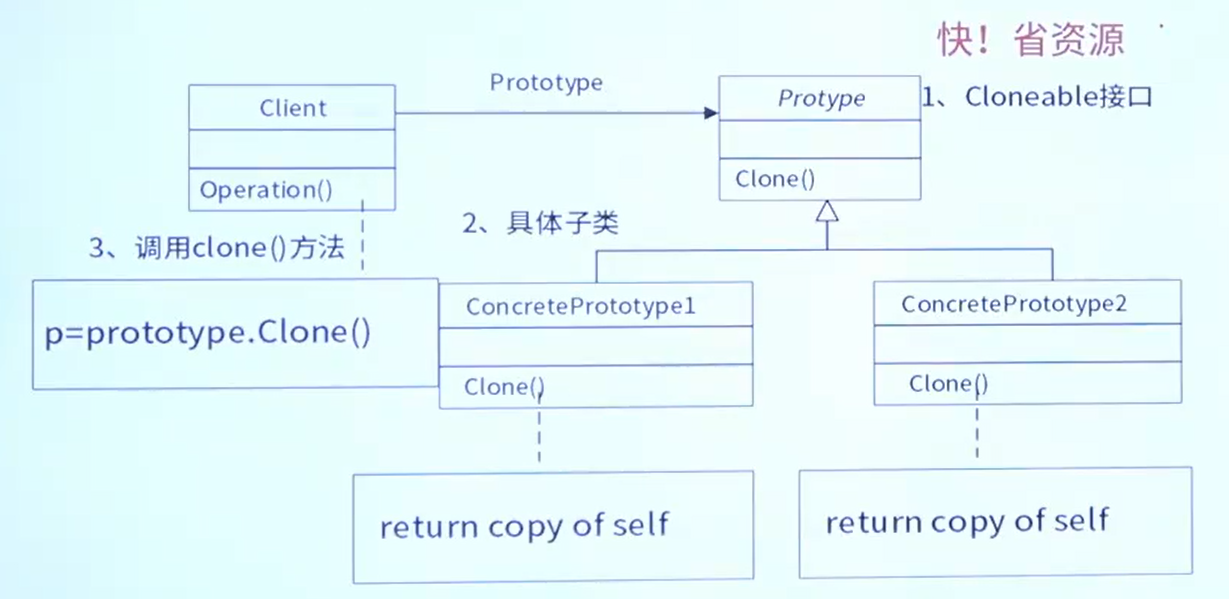 快！省资源
Prototype
Client
Protype
1、Cloneable接口
Operation()
Clone()
2、具体子类
3、调用clone()方法
p=prototype.Clone()
ConcretePrototype1
ConcretePrototype2
Clone()
Clone()
return copy of self
return copy of self